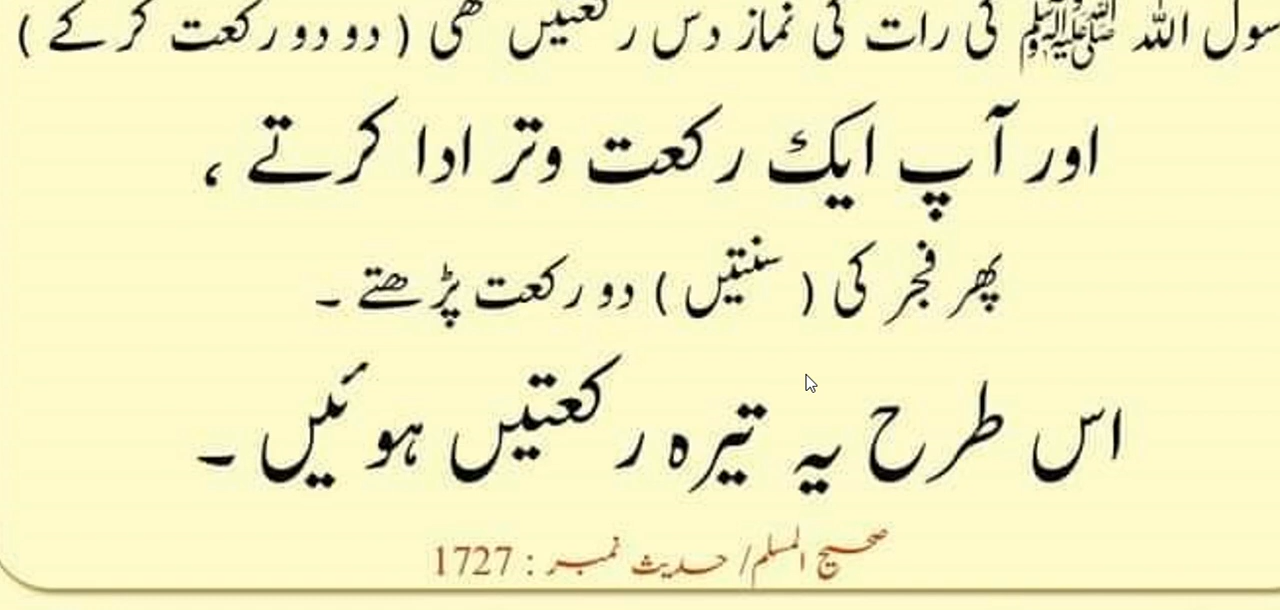 سول اللہ ﷺ کی رات کی نماز دس رکعتیں تھی ( دو دو رکعت کر کے )
اور آپ ایک رکعت وتر ادا کرتے ،
پھر فجر کی ( سنتیں ) دو رکعت پڑھتے ۔
اس طرح یہ تیرہ رکعتیں ہوئیں ۔
صحیح المسلم/ حدیث نمبر : 1727